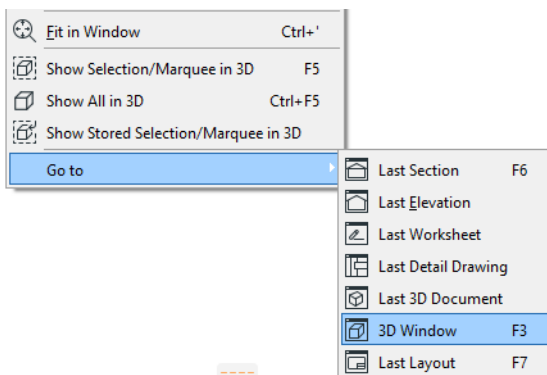 Fit in Window Ctrl+'
Show Selection/Marquee in 3D F5
Show All in 3D Ctrl+F5
Show Stored Selection/Marquee in 3D
Go to
Last Section F6
Last Elevation
Last Worksheet
Last Detail Drawing
Last 3D Document
3D Window F3
Last Layout F7